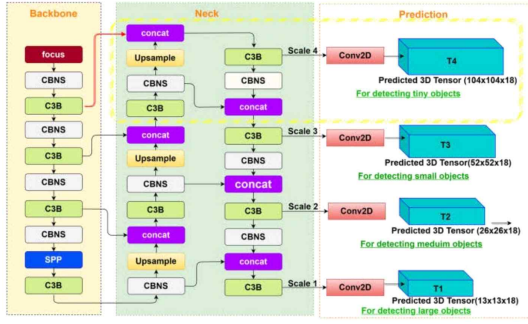 Backbone
focus
CBNS
C3B
CBNS
C3B
CBNS
C3B
CBNS
SPP
C3B
Neck
concat
Upsample
CBNS
C3B
concat
Upsample
CBNS
C3B
concat
Upsample
CBNS
C3B
CBNS
concat
C3B
CBNS
concat
C3B
CBNS
concat
C3B
Prediction
Scale 4
Conv2D
T4
Predicted 3D Tensor (104x104x18)
For detecting tiny objects
Scale 3
Conv2D
T3
Predicted 3D Tensor(52x52x18)
For detecting small objects
Scale 2
Conv2D
T2
Predicted 3D Tensor (26x26x18)
For detecting meduim objects
Scale 1
Conv2D
T1
Predicted 3D Tensor(13x13x18)
For detecting large objects